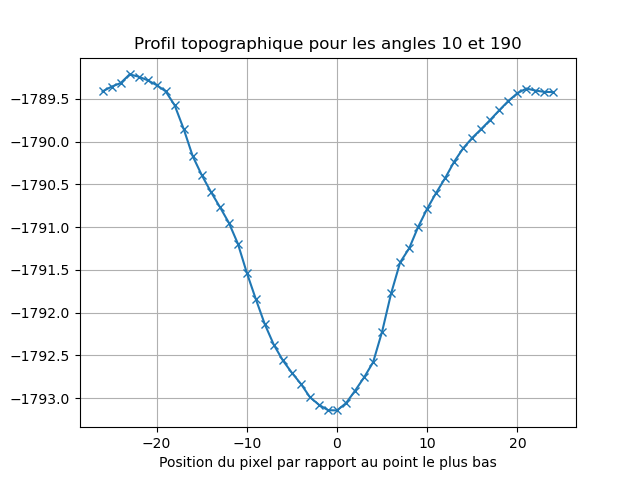 Profil topographique pour les angles 10 et 190
−1789.5
−1790.0
−1790.5
−1791.0
−1791.5
−1792.0
−1792.5
−1793.0
−20 −10 0 10 20
Position du pixel par rapport au point le plus bas